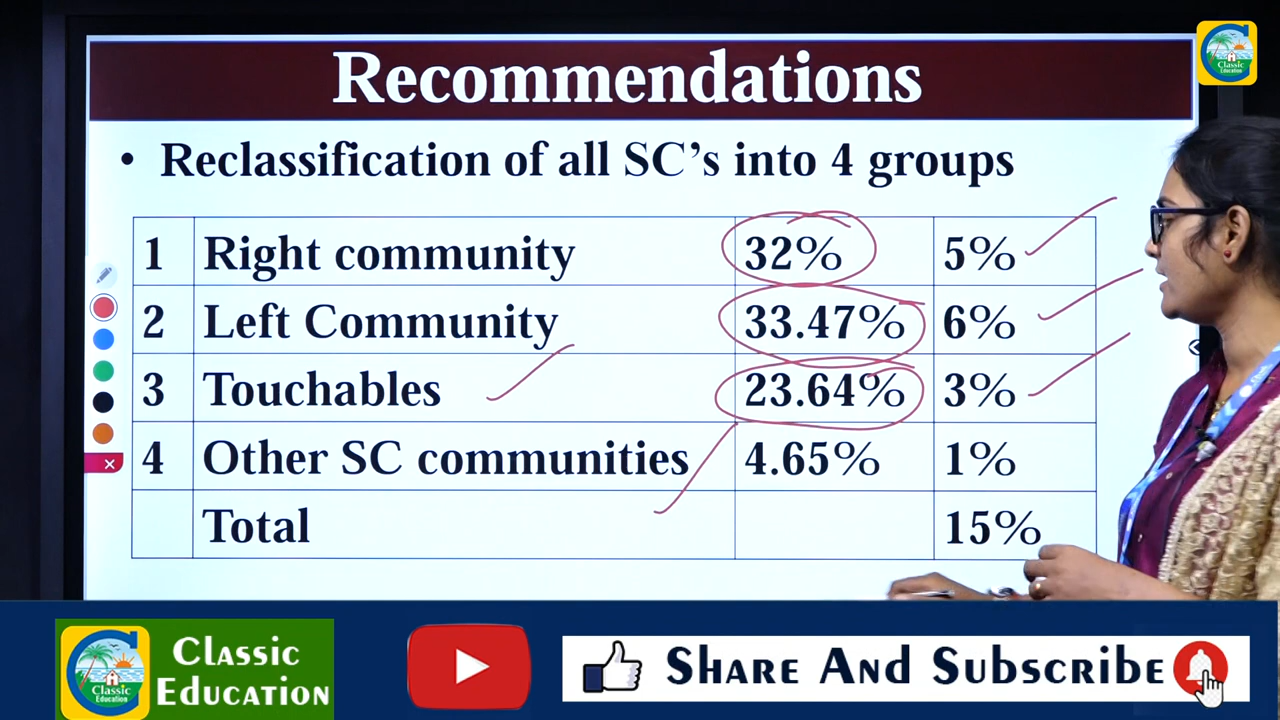 Recommendations
Classic
Education
• Reclassification of all SC's into 4 groups
1 Right community 32% 5%
2 Left Community 33.47% 6%
3 Touchables 23.64% 3%
4 Other SC communities 4.65% 1%
Total 15%
Classic
Education
Classic
Education
Share And Subscribe